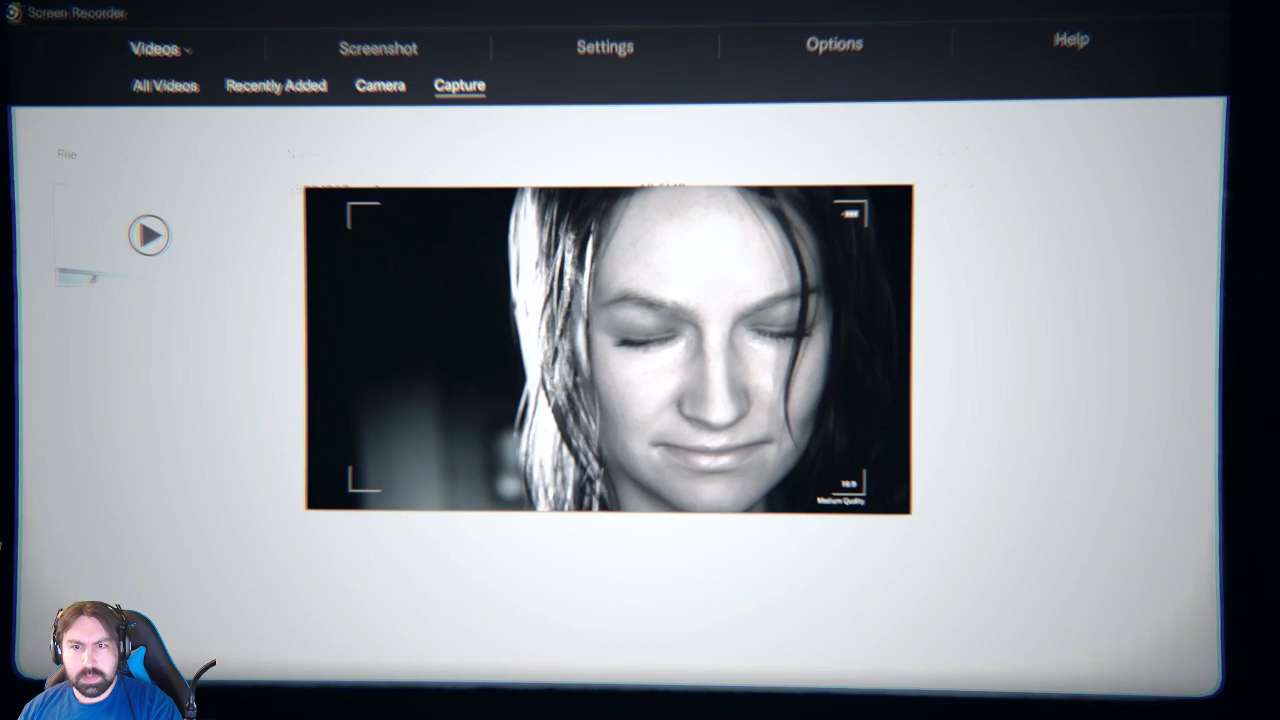 Screen Recorder
Videos Screenshot Settings Options Help
All Videos Recently Added Camera Capture
File
16:9
Medium Quality